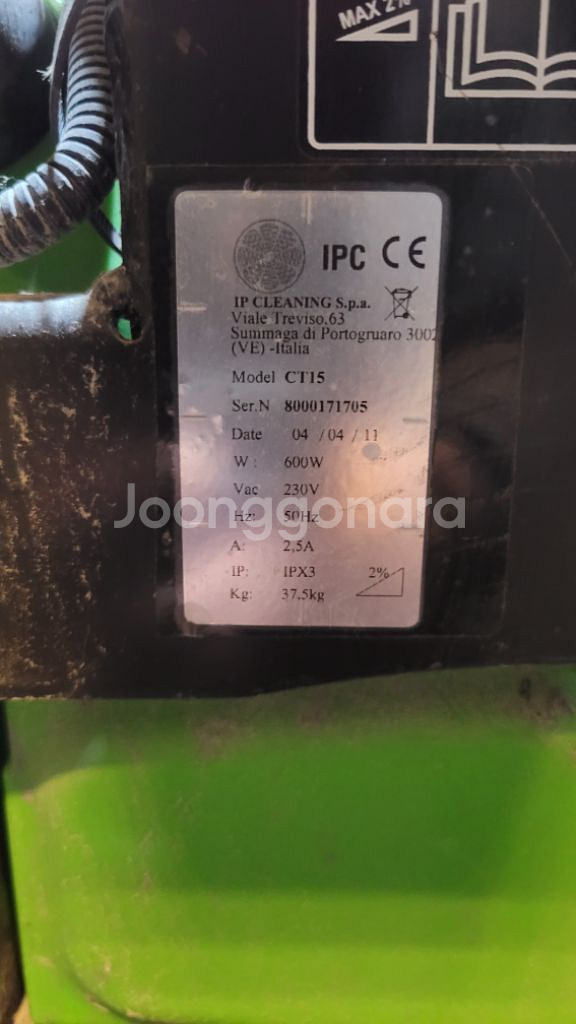 MAX 2%
IPC CE
IP CLEANING S.p.a.
Viale Treviso,63
Summaga di Portogruaro 3002
(VE) -Italia
Model CT15
Ser.N 8000171705
Date 04 / 04 / 11
W : 600W
Vac 230V
Hz: 50Hz
A: 2,5A
IP: IPX3 2%
Kg: 37,5kg
Joonggonara